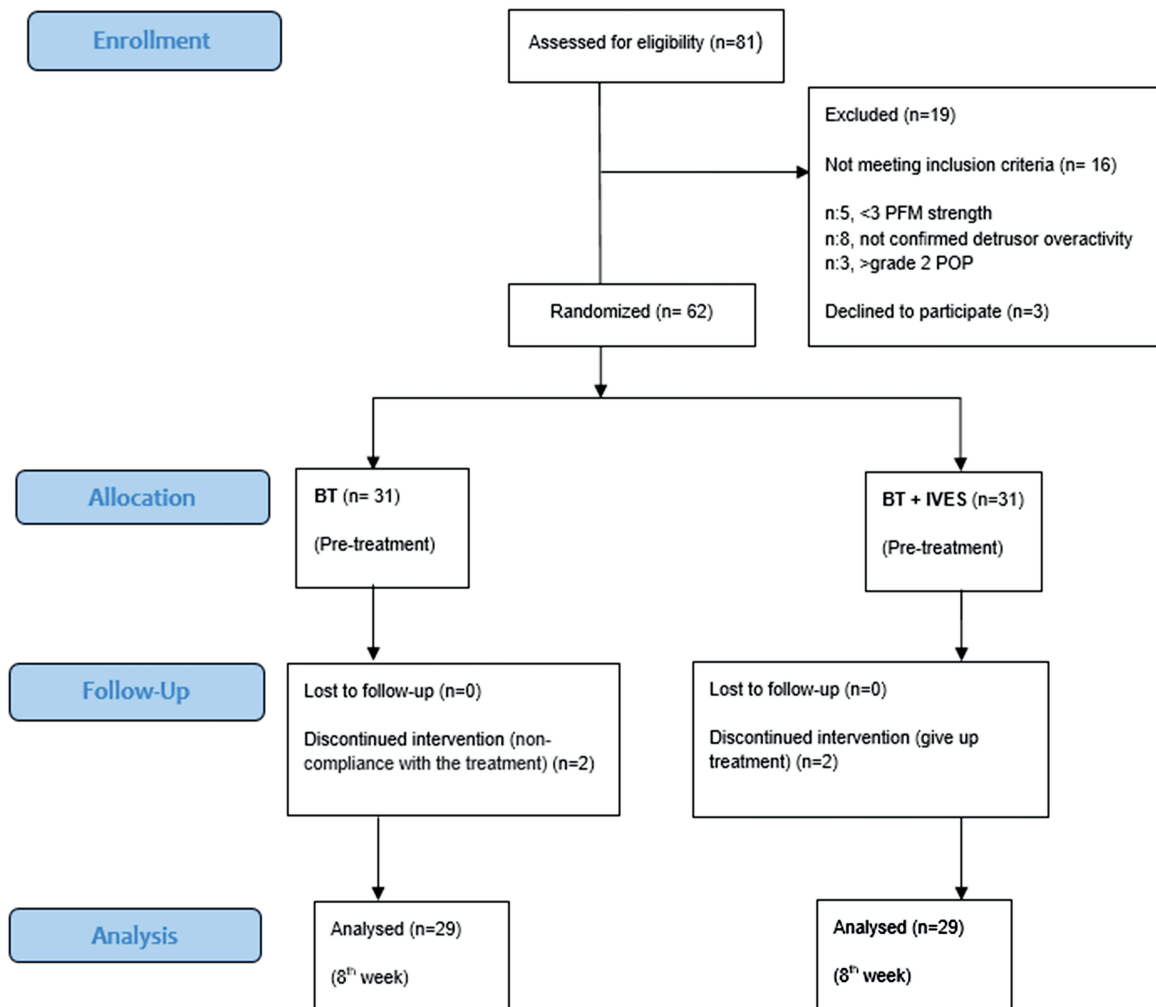 Enrollment
Assessed for eligibility (n=81)
Excluded (n=19)
Not meeting inclusion criteria (n= 16)
n:5, <3 PFM strength
n:8, not confirmed detrusor overactivity
n:3, >grade 2 POP
Declined to participate (n=3)
Randomized (n= 62)
Allocation
BT (n= 31)
(Pre-treatment)
BT + IVES (n=31)
(Pre-treatment)
Follow-Up
Lost to follow-up (n=0)
Discontinued intervention (non-
compliance with the treatment) (n=2)
Lost to follow-up (n=0)
Discontinued intervention (give up
treatment) (n=2)
Analysis
Analysed (n=29)
(8th week)
Analysed (n=29)
(8th week)